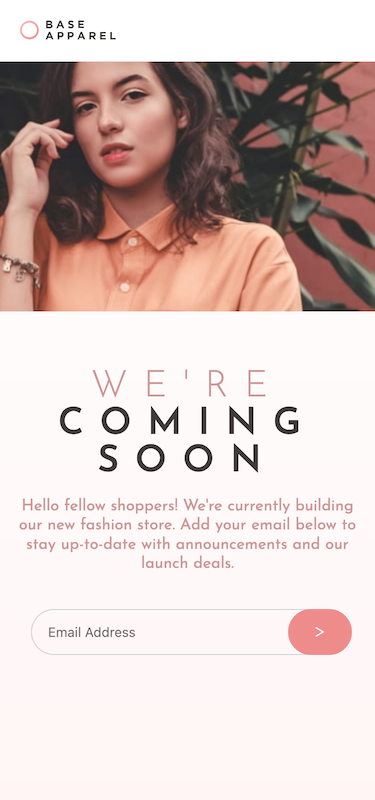 BASE
APPAREL
WE'RE
COMING
SOON
Hello fellow shoppers! We're currently building
our new fashion store. Add your email below to
stay up-to-date with announcements and our
launch deals.
Email Address
>